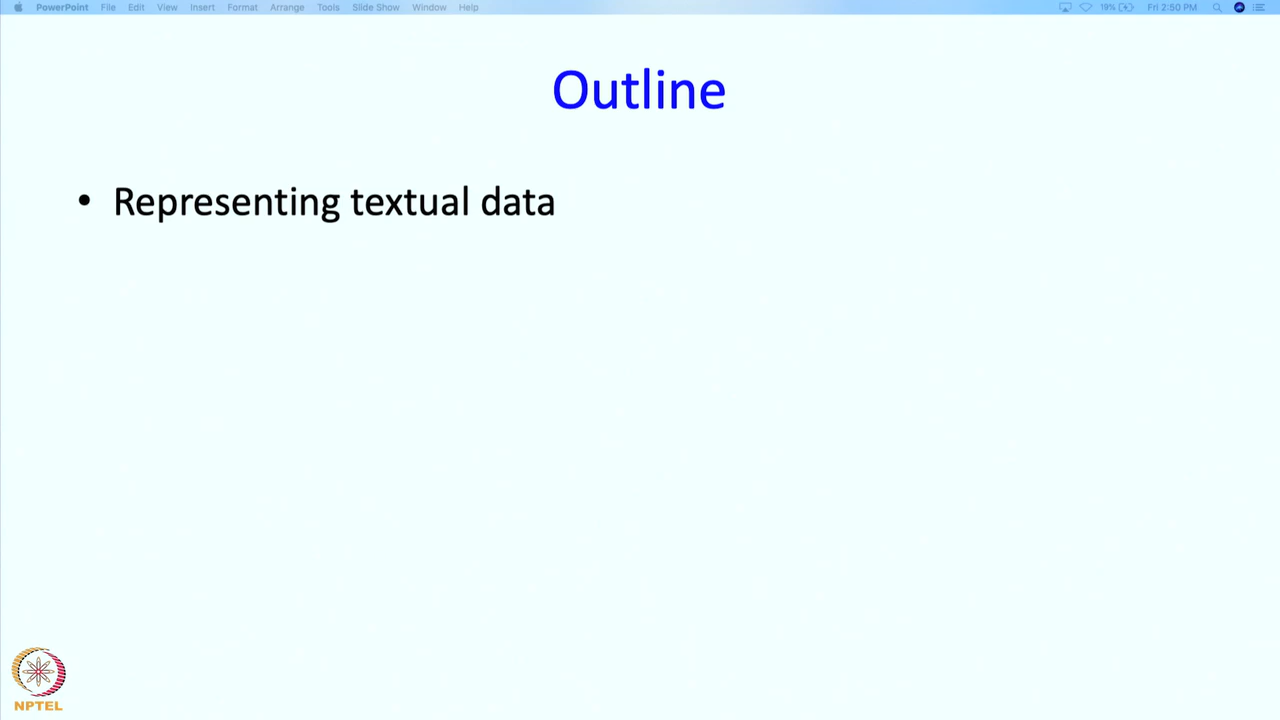 PowerPoint File Edit View Insert Format Arrange Tools Slide Show Window Help 19% Fri 2:50 PM
Outline
• Representing textual data
NPTEL